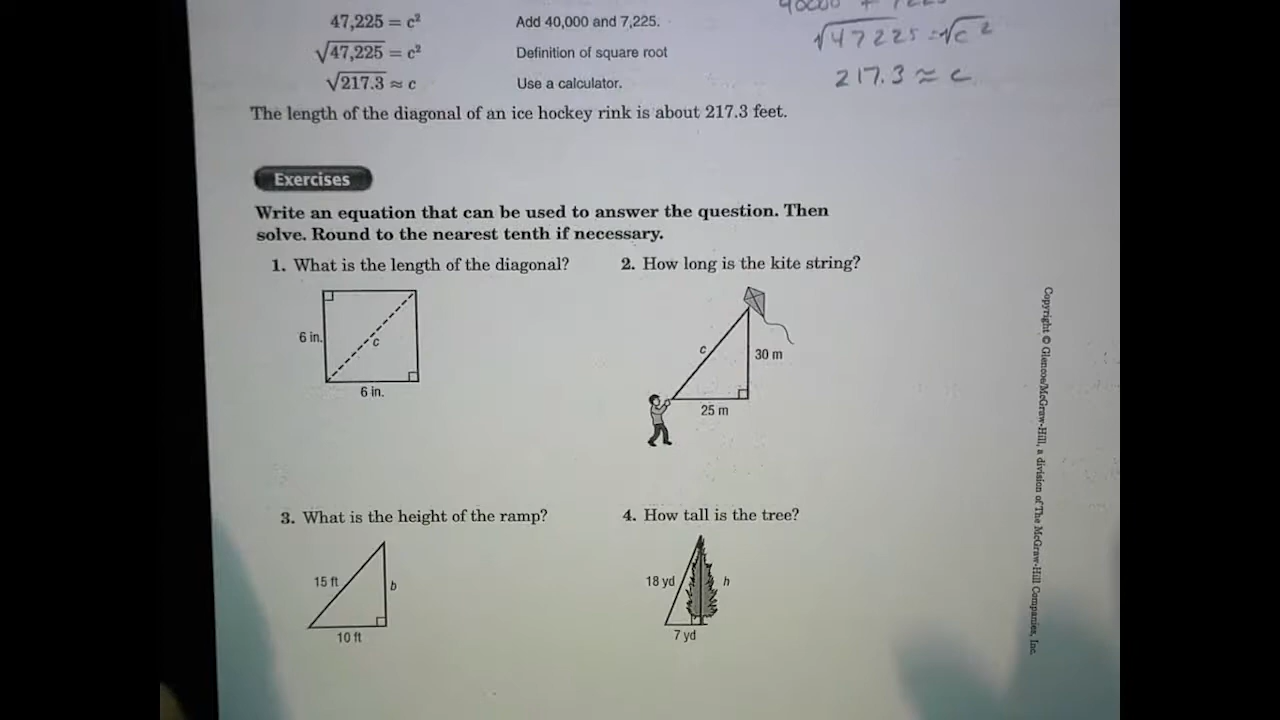 40000 + 7225
47,225 = c²
Add 40,000 and 7,225.
√47225 = √c²
√47,225 = c²
Definition of square root
√217.3 ≈ c
Use a calculator.
217.3 ≈ c
The length of the diagonal of an ice hockey rink is about 217.3 feet.
Exercises
Write an equation that can be used to answer the question. Then
solve. Round to the nearest tenth if necessary.
1. What is the length of the diagonal?
2. How long is the kite string?
6 in.
c
6 in.
c
30 m
25 m
3. What is the height of the ramp?
4. How tall is the tree?
15 ft
b
10 ft
18 yd
h
7 yd
Copyright © Glencoe/McGraw-Hill, a division of The McGraw-Hill Companies, Inc.